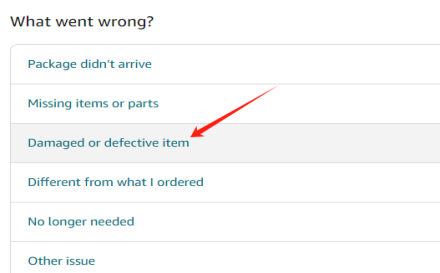 What went wrong?
Package didn't arrive
Missing items or parts
Damaged or defective item
Different from what I ordered
No longer needed
Other issue